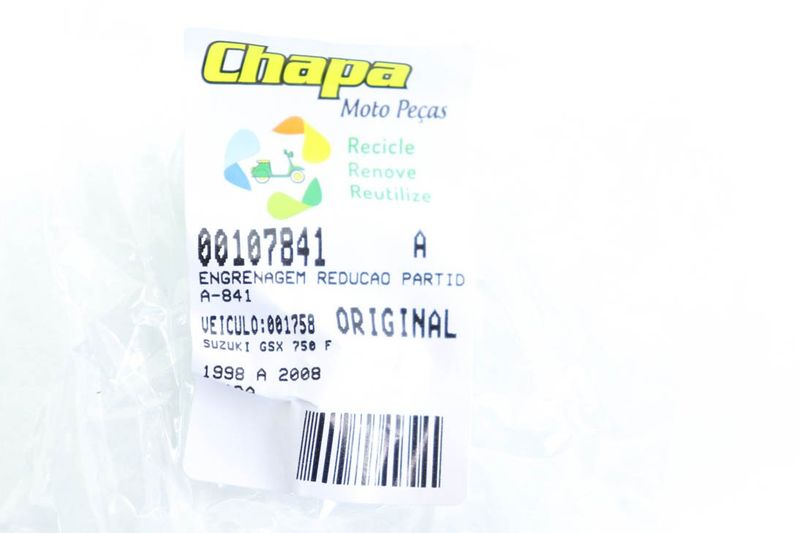 Chapa
Moto Peças
Recicle
Renove
Reutilize
00107841 A
ENGRENAGEM REDUCAO PARTID
A-841
VEICULO:001758 ORIGINAL
SUZUKI GSX 750 F
1998 A 2008